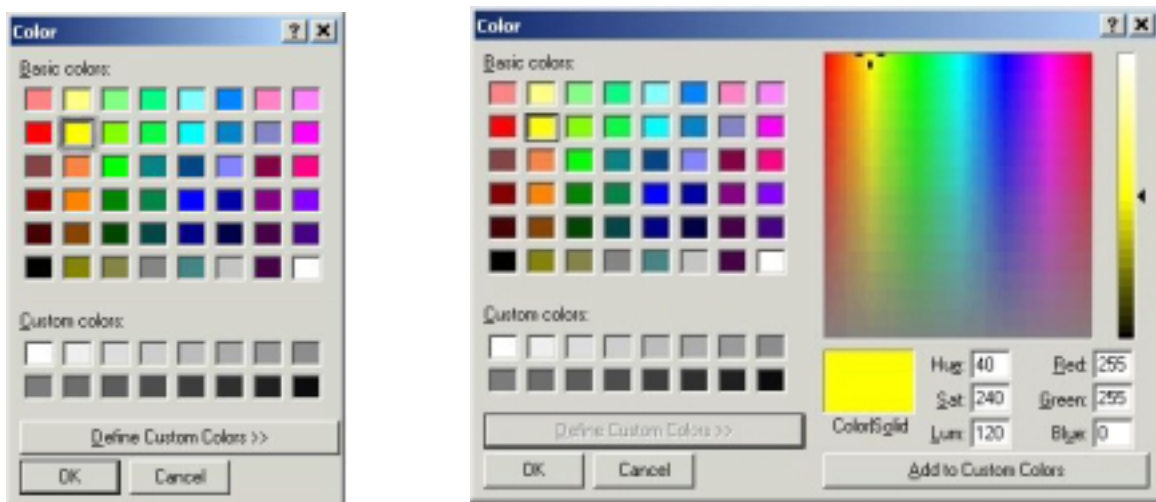 Color
Basic colors:
Custom colors:
Define Custom Colors >>
OK Cancel
Color
Basic colors:
Custom colors:
Define Custom Colors >>
OK Cancel
Color|Solid
Hue: 40
Sat: 240
Lum: 120
Red: 255
Green: 255
Blue: 0
Add to Custom Colors